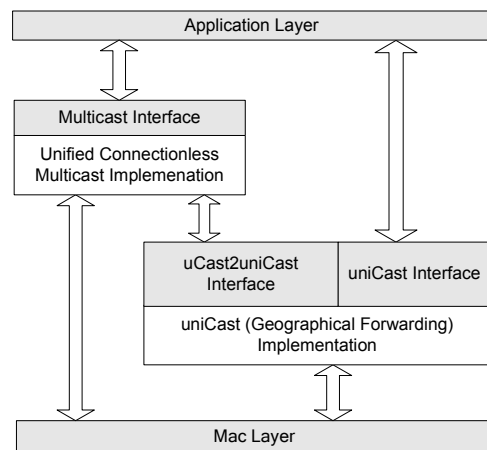 Application Layer
Multicast Interface
Unified Connectionless
Multicast Implemenation
uCast2uniCast
Interface
uniCast Interface
uniCast (Geographical Forwarding)
Implementation
Mac Layer